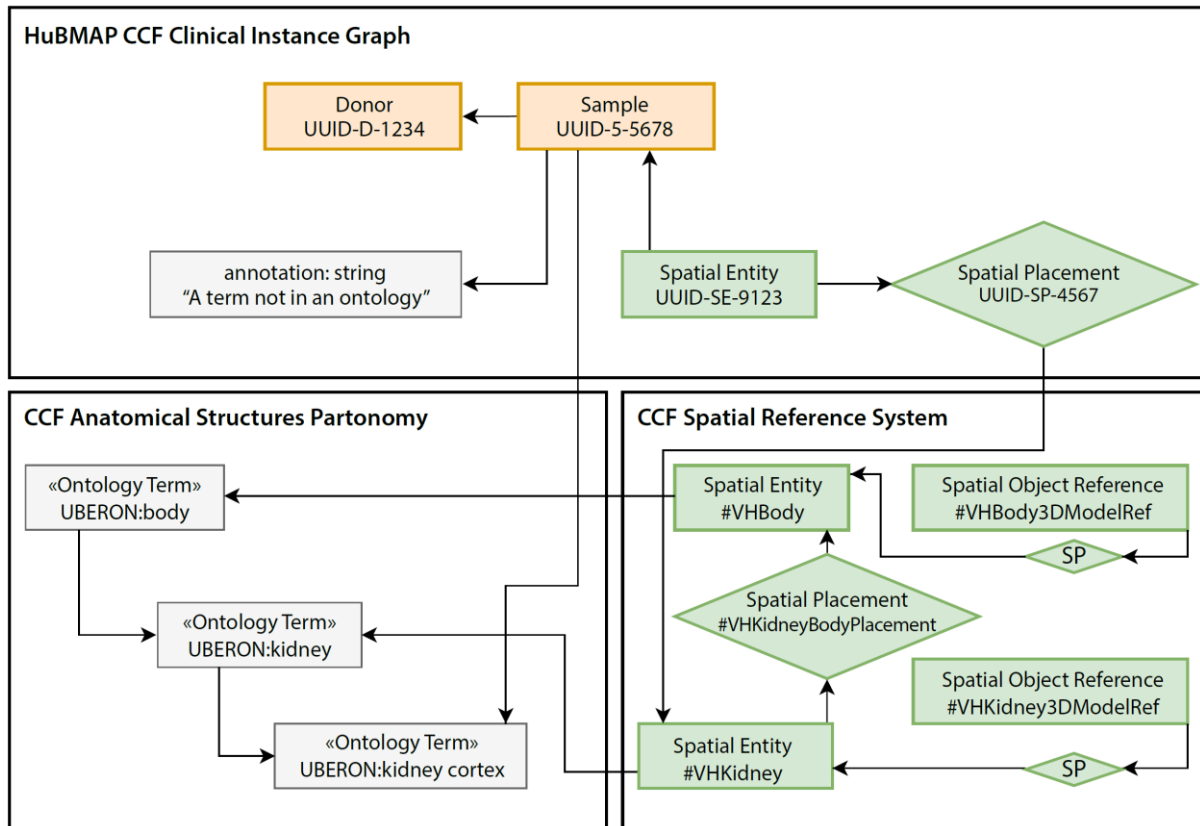 HuBMAP CCF Clinical Instance Graph
Donor
UUID-D-1234
Sample
UUID-5-5678
annotation: string
“A term not in an ontology”
Spatial Entity
UUID-SE-9123
Spatial Placement
UUID-SP-4567
CCF Anatomical Structures Partonomy
«Ontology Term»
UBERON:body
«Ontology Term»
UBERON:kidney
«Ontology Term»
UBERON:kidney cortex
CCF Spatial Reference System
Spatial Entity
#VHBody
Spatial Object Reference
#VHBody3DModelRef
SP
Spatial Placement
#VHKidneyBodyPlacement
Spatial Object Reference
#VHKidney3DModelRef
Spatial Entity
#VHKidney
SP